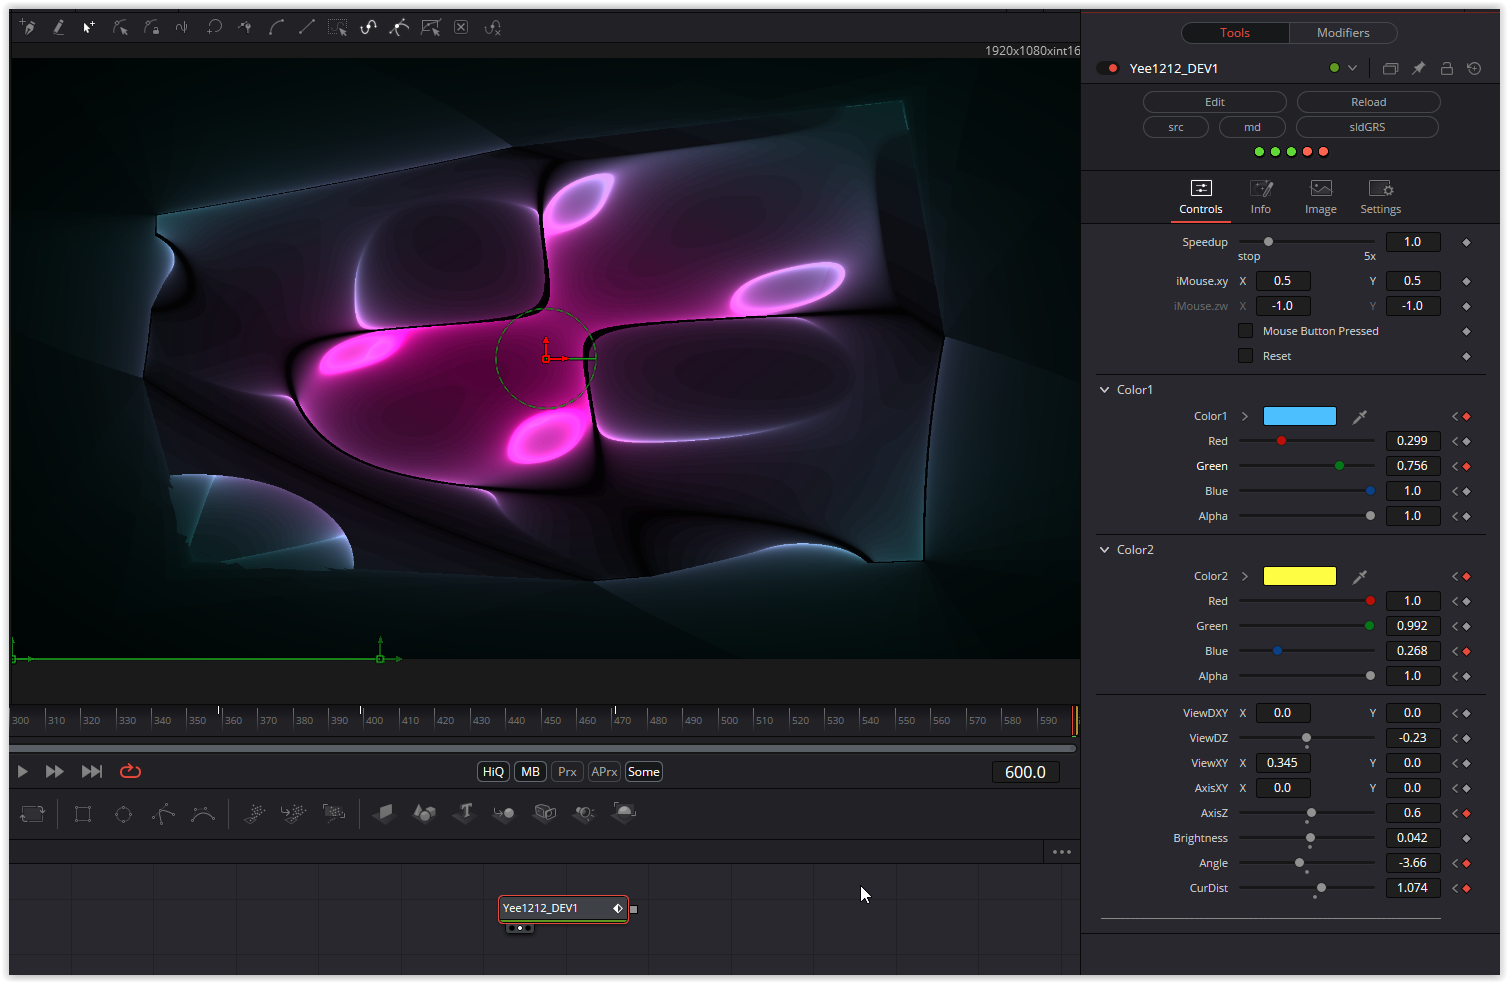 1920x1080xint16
Tools Modifiers
Yee1212_DEV1
Edit Reload
src md sldGRS
Controls Info Image Settings
Speedup 1.0
stop 5x
iMouse.xy X 0.5 Y 0.5
iMouse.zw X -1.0 Y -1.0
Mouse Button Pressed
Reset
Color1
Color1
Red 0.299
Green 0.756
Blue 1.0
Alpha 1.0
Color2
Color2
Red 1.0
Green 0.992
Blue 0.268
Alpha 1.0
ViewDXY X 0.0 Y 0.0
ViewDZ -0.23
ViewXY X 0.345 Y 0.0
AxisXY X 0.0 Y 0.0
AxisZ 0.6
Brightness 0.042
Angle -3.66
CurDist 1.074
300 310 320 330 340 350 360 370 380 390 400 410 420 430 440 450 460 470 480 490 500 510 520 530 540 550 560 570 580 590
HiQ MB Prx APrx Some 600.0
T
Yee1212_DEV1